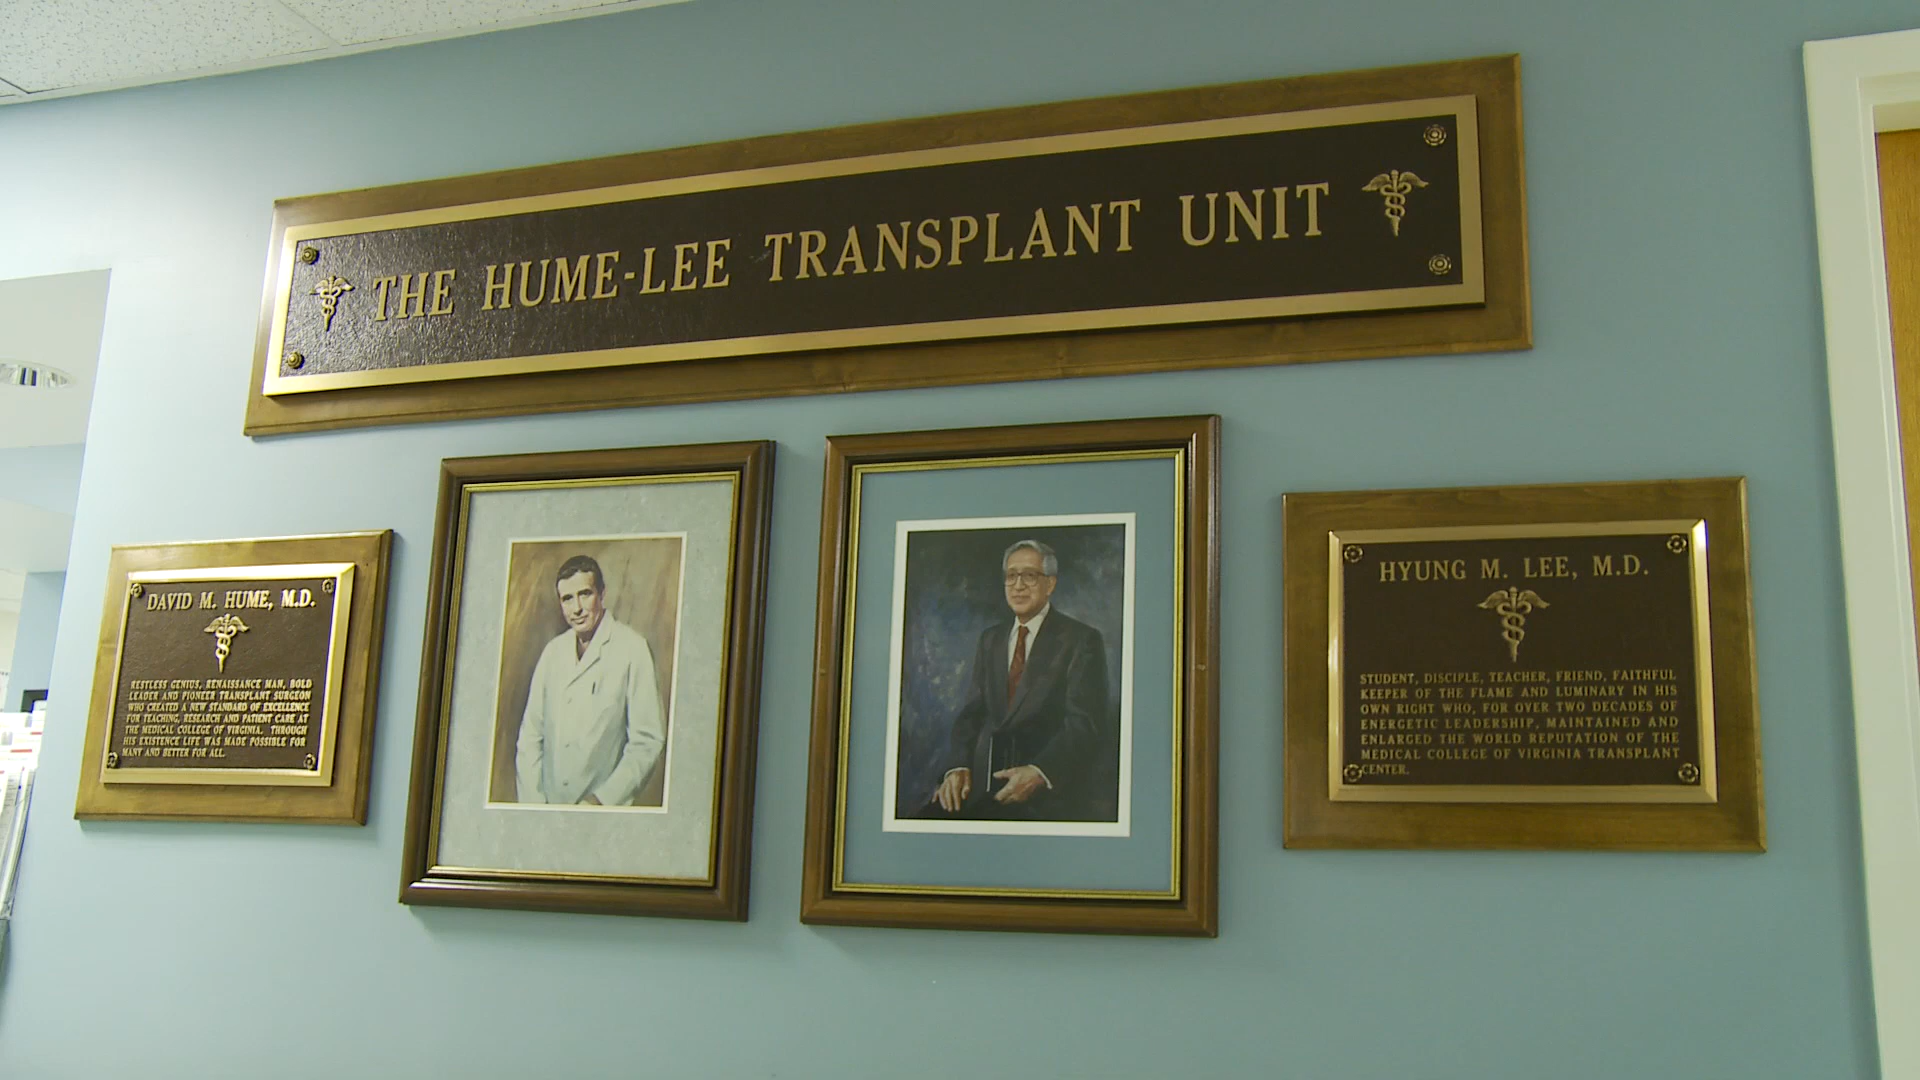 THE HUME-LEE TRANSPLANT UNIT
DAVID M. HUME, M.D.
RESTLESS GENIUS, RENAISSANCE MAN, BOLD
LEADER AND PIONEER TRANSPLANT SURGEON
WHO CREATED A NEW STANDARD OF EXCELLENCE
FOR TEACHING, RESEARCH AND PATIENT CARE AT
THE MEDICAL COLLEGE OF VIRGINIA. THROUGH
HIS EXISTENCE LIFE WAS MADE POSSIBLE FOR
MANY AND BETTER FOR ALL.
HYUNG M. LEE, M.D.
STUDENT, DISCIPLE, TEACHER, FRIEND, FAITHFUL
KEEPER OF THE FLAME AND LUMINARY IN HIS
OWN RIGHT WHO, FOR OVER TWO DECADES OF
ENERGETIC LEADERSHIP, MAINTAINED AND
ENLARGED THE WORLD REPUTATION OF THE
MEDICAL COLLEGE OF VIRGINIA TRANSPLANT
CENTER.